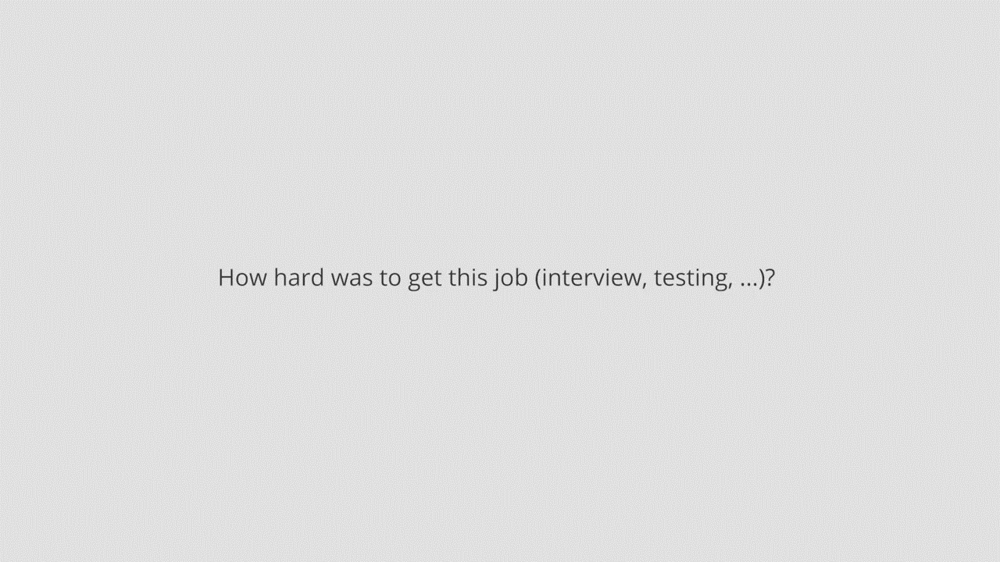 How hard was to get this job (interview, testing, ...)?